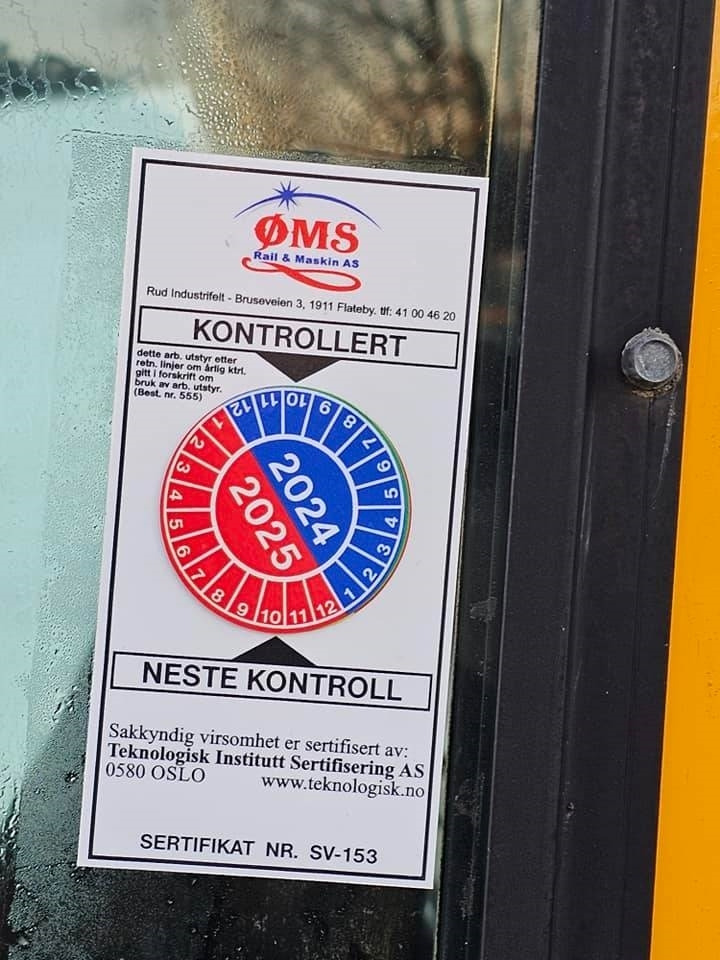 ØMS
Rail & Maskin AS
Rud Industrifelt - Bruseveien 3, 1911 Flateby. tlf: 41 00 46 20
KONTROLLERT
dette arb. utstyr etter
retn. linjer om årlig ktrl.
gitt i forskrift om
bruk av arb. utstyr.
(Best. nr. 555)
12 11 10 9 8 7 6 5 4 3 2 1
2024
2025
1 2 3 4 5 6 7 8 9 10 11 12
NESTE KONTROLL
Sakkyndig virsomhet er sertifisert av:
Teknologisk Institutt Sertifisering AS
0580 OSLO www.teknologisk.no
SERTIFIKAT NR. SV-153